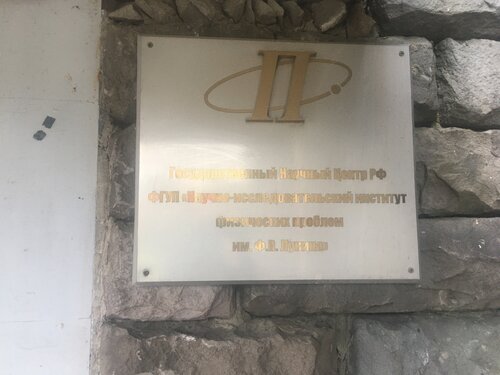 П
Государственный Научный Центр РФ
ФГУП «Научно-исследовательский институт
физических проблем
им. Ф.В. Лукина»